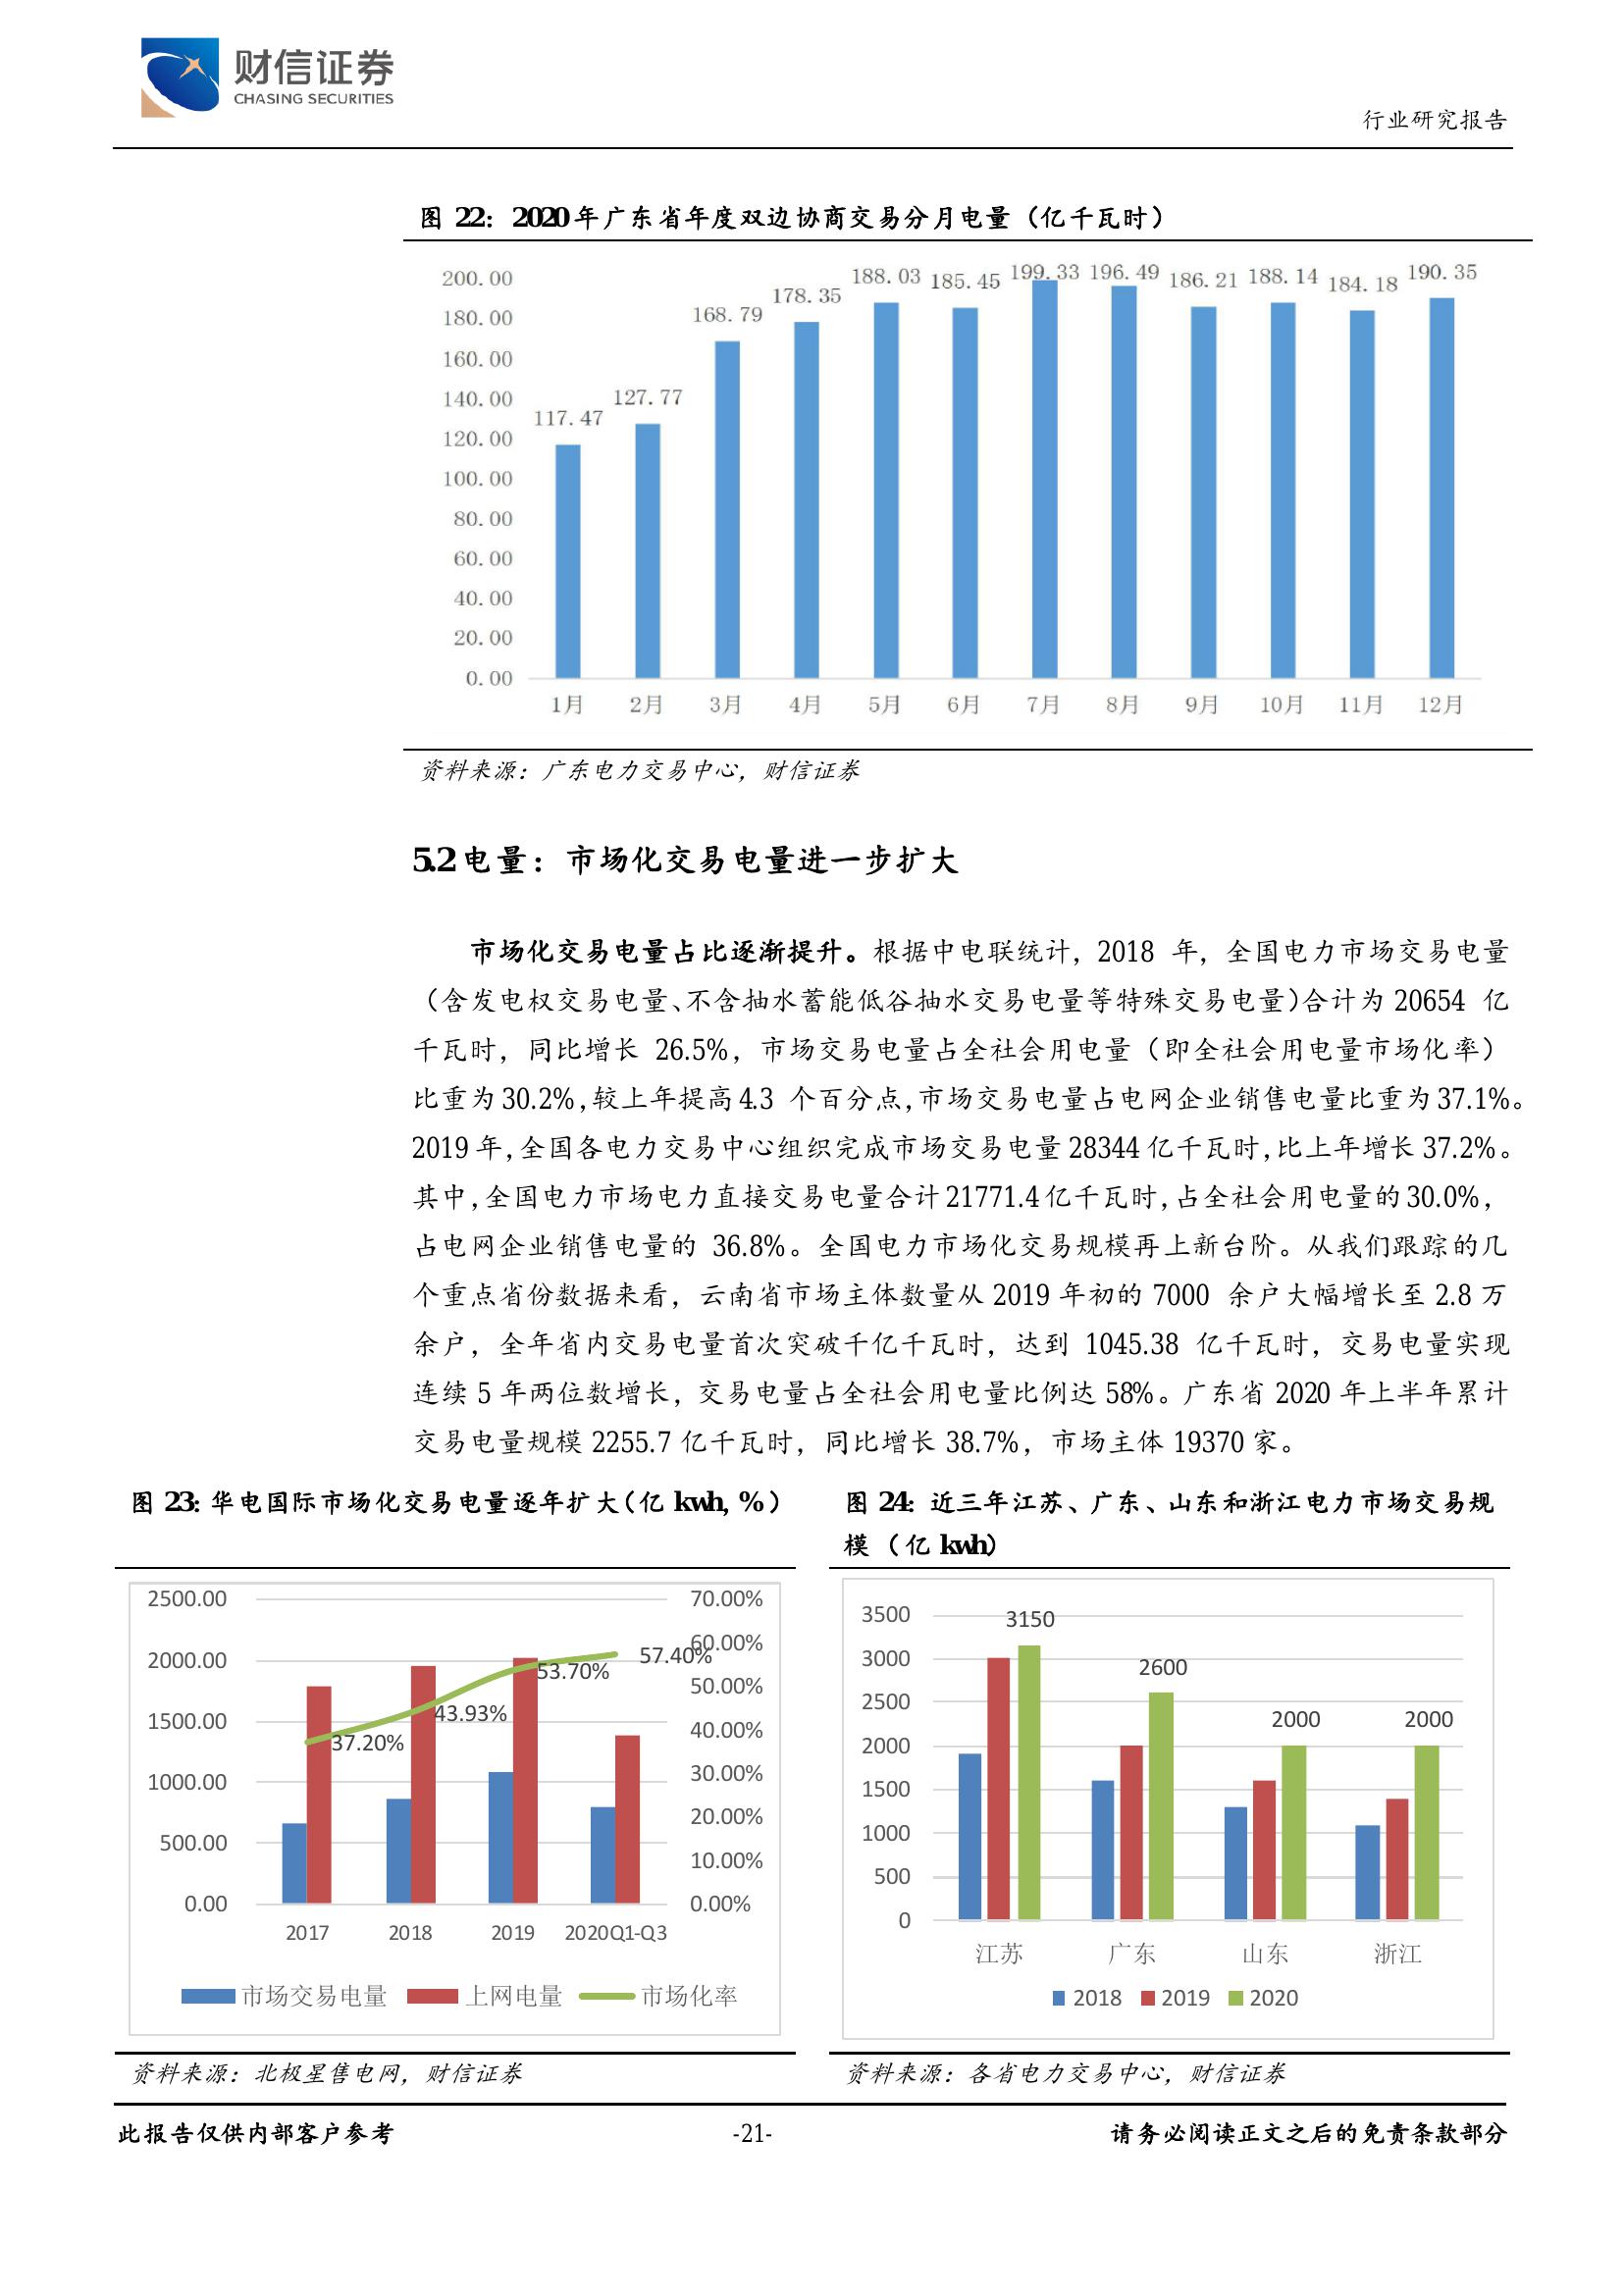 财信证券
CHASING SECURITIES
行业研究报告
图 22：2020年广东省年度双边协商交易分月电量（亿千瓦时）
200.00
180.00
160.00
140.00
120.00
100.00
80.00
60.00
40.00
20.00
0.00
117.47
127.77
168.79
178.35
188.03
185.45
199.33
196.49
186.21
188.14
184.18
190.35
1月 2月 3月 4月 5月 6月 7月 8月 9月 10月 11月 12月
资料来源：广东电力交易中心，财信证券
5.2电量：市场化交易电量进一步扩大
市场化交易电量占比逐渐提升。根据中电联统计，2018 年，全国电力市场交易电量
（含发电权交易电量、不含抽水蓄能低谷抽水交易电量等特殊交易电量）合计为 20654 亿
千瓦时，同比增长 26.5%，市场交易电量占全社会用电量（即全社会用电量市场化率）
比重为30.2%，较上年提高4.3 个百分点，市场交易电量占电网企业销售电量比重为37.1%。
2019年，全国各电力交易中心组织完成市场交易电量28344亿千瓦时，比上年增长37.2%。
其中，全国电力市场电力直接交易电量合计21771.4亿千瓦时，占全社会用电量的30.0%，
占电网企业销售电量的 36.8%。全国电力市场化交易规模再上新台阶。从我们跟踪的几
个重点省份数据来看，云南省市场主体数量从 2019 年初的 7000 余户大幅增长至 2.8 万
余户，全年省内交易电量首次突破千亿千瓦时，达到 1045.38 亿千瓦时，交易电量实现
连续 5 年两位数增长，交易电量占全社会用电量比例达 58%。广东省 2020 年上半年累计
交易电量规模 2255.7 亿千瓦时，同比增长 38.7%，市场主体 19370 家。
图 23：华电国际市场化交易电量逐年扩大（亿 kwh，%）
2500.00
2000.00
1500.00
1000.00
500.00
0.00
70.00%
60.00%
50.00%
40.00%
30.00%
20.00%
10.00%
0.00%
37.20%
43.93%
53.70%
57.40%
2017 2018 2019 2020Q1-Q3
市场交易电量 上网电量 市场化率
资料来源：北极星售电网，财信证券
图 24：近三年江苏、广东、山东和浙江电力市场交易规
模（亿 kwh）
3500
3000
2500
2000
1500
1000
500
0
3150
2600
2000
2000
江苏 广东 山东 浙江
2018 2019 2020
资料来源：各省电力交易中心，财信证券
此报告仅供内部客户参考
-21-
请务必阅读正文之后的免责条款部分